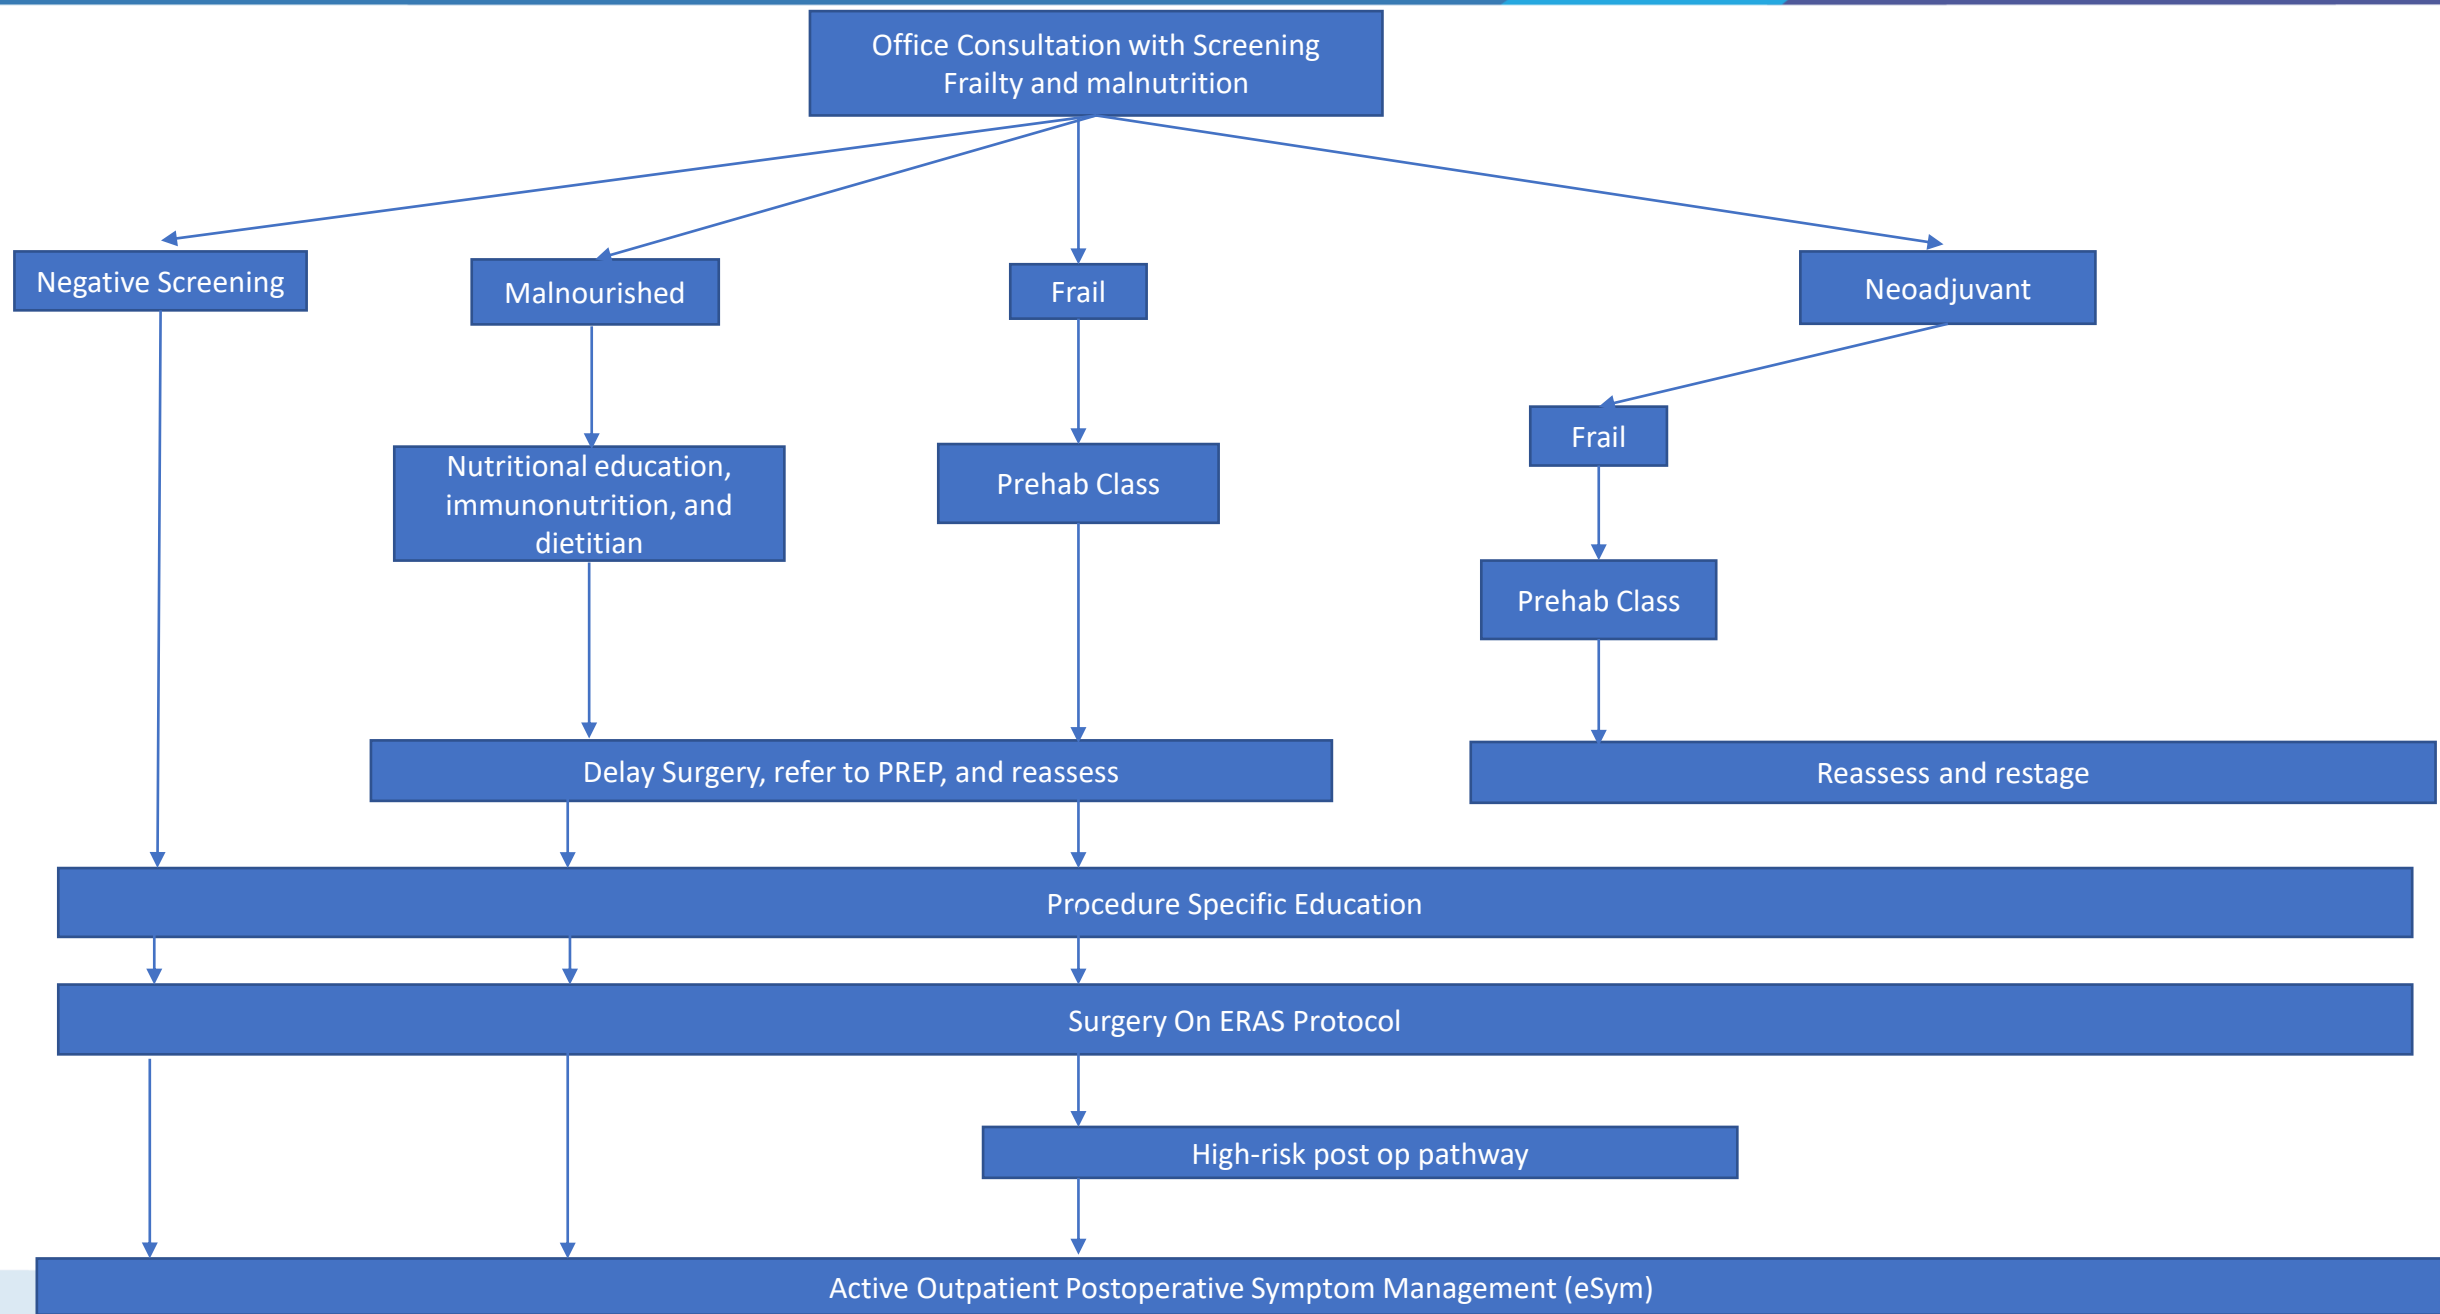 Office Consultation with Screening
Frailty and malnutrition
Negative Screening
Malnourished
Frail
Neoadjuvant
Frail
Nutritional education,
immunonutrition, and
dietitian
Prehab Class
Prehab Class
Delay Surgery, refer to PREP, and reassess
Reassess and restage
Procedure Specific Education
Surgery On ERAS Protocol
High-risk post op pathway
Active Outpatient Postoperative Symptom Management (eSym)